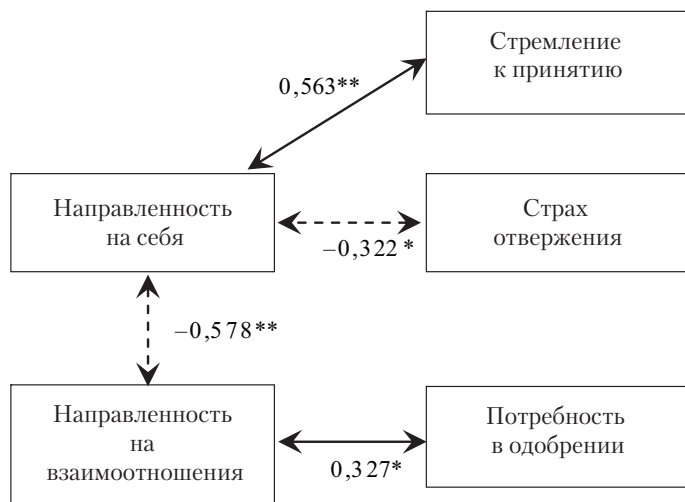 Стремление
к принятию
0,563**
Направленность
на себя
Страх
отвержения
−0,322 *
−0,578**
Направленность
на
взаимоотношения
Потребность
в одобрении
0,327*